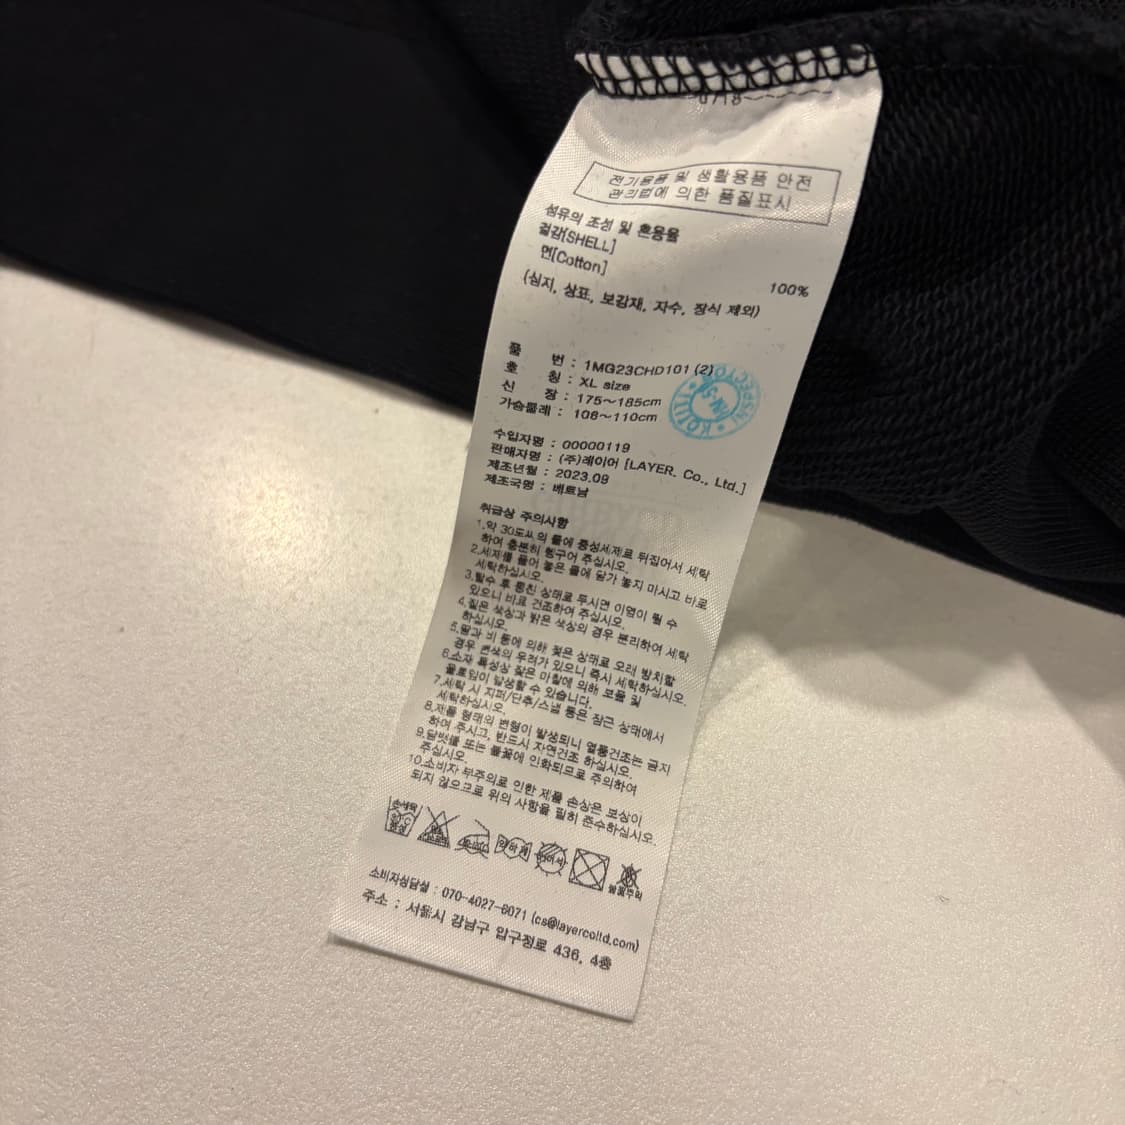 전기용품 및 생활용품 안전
관리법에 의한 품질표시
섬유의 조성 및 혼용율
겉감[SHELL]
면[Cotton] 100%
(심지, 상표, 보강재, 자수, 장식 제외)
품 번 : 1MG23CHD101 (2)
호 칭 : XL size
신 장 : 175~185cm
가슴둘레 : 108~110cm
수입자명 : 00000119
판매자명 : (주)레이어 [LAYER. Co., Ltd.]
제조년월 : 2023.09
제조국명 : 베트남
취급상 주의사항
1.약 30도씨의 물에 중성세제로 뒤집어서 세탁
하여 충분히 헹구어 주십시오.
2.세제를 풀어 놓은 물에 담가 놓지 마시고 바로
세탁하십시오.
3.탈수 후 뭉친 상태로 두시면 이염이 될 수
있으니 바로 건조하여 주십시오.
4.짙은 색상과 밝은 색상의 경우 분리하여 세탁
하십시오.
5.땀과 비 등에 의해 젖은 상태로 오래 방치할
경우 변색의 우려가 있으니 즉시 세탁하십시오.
6.소재 특성상 잦은 마찰에 의해 보풀 및
올트임이 발생할 수 있습니다.
7.세탁 시 지퍼/단추/스냅 등은 잠근 상태에서
세탁하십시오.
8.제품 형태의 변형이 발생되니 열풍건조는 금지
하여 주시고, 반드시 자연건조 하십시오.
9.담뱃불 또는 불꽃에 인화되므로 주의하여
주십시오.
10.소비자 부주의로 인한 제품 손상은 보상이
되지 않으므로 위의 사항을 필히 준수하십시오.
손세탁
중성
약하게
소비자상담실 : 070-4027-8071 (cs@layercoltd.com)
주소 : 서울시 강남구 압구정로 436, 4층